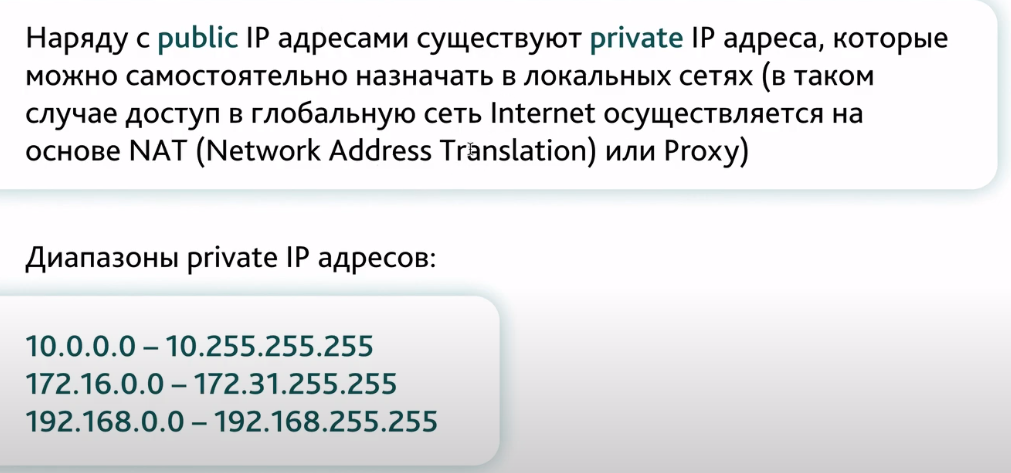 Наряду с public IP адресами существуют private IP адреса, которые
можно самостоятельно назначать в локальных сетях (в таком
случае доступ в глобальную сеть Internet осуществляется на
основе NAT (Network Address Translation) или Proxy)
Диапазоны private IP адресов:
10.0.0.0 – 10.255.255.255
172.16.0.0 – 172.31.255.255
192.168.0.0 – 192.168.255.255